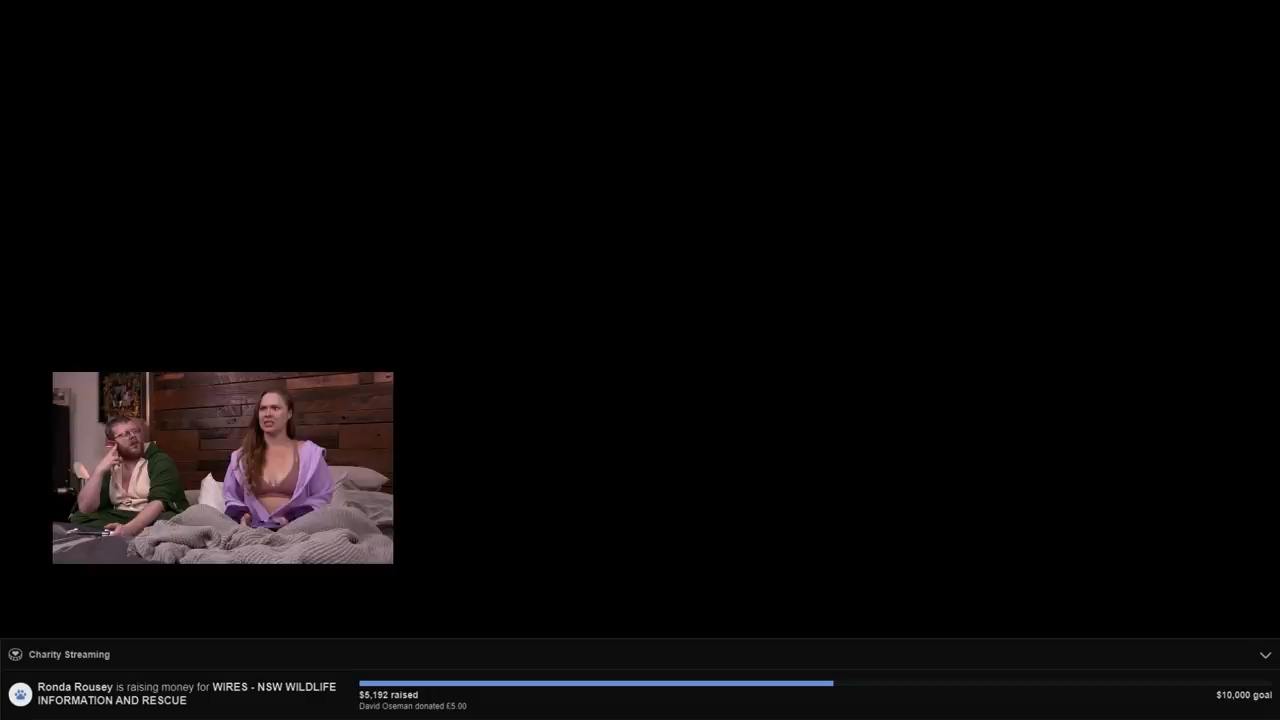 Charity Streaming
Ronda Rousey is raising money for WIRES - NSW WILDLIFE
INFORMATION AND RESCUE
$5,192 raised
$10,000 goal
David Oseman donated £5.00